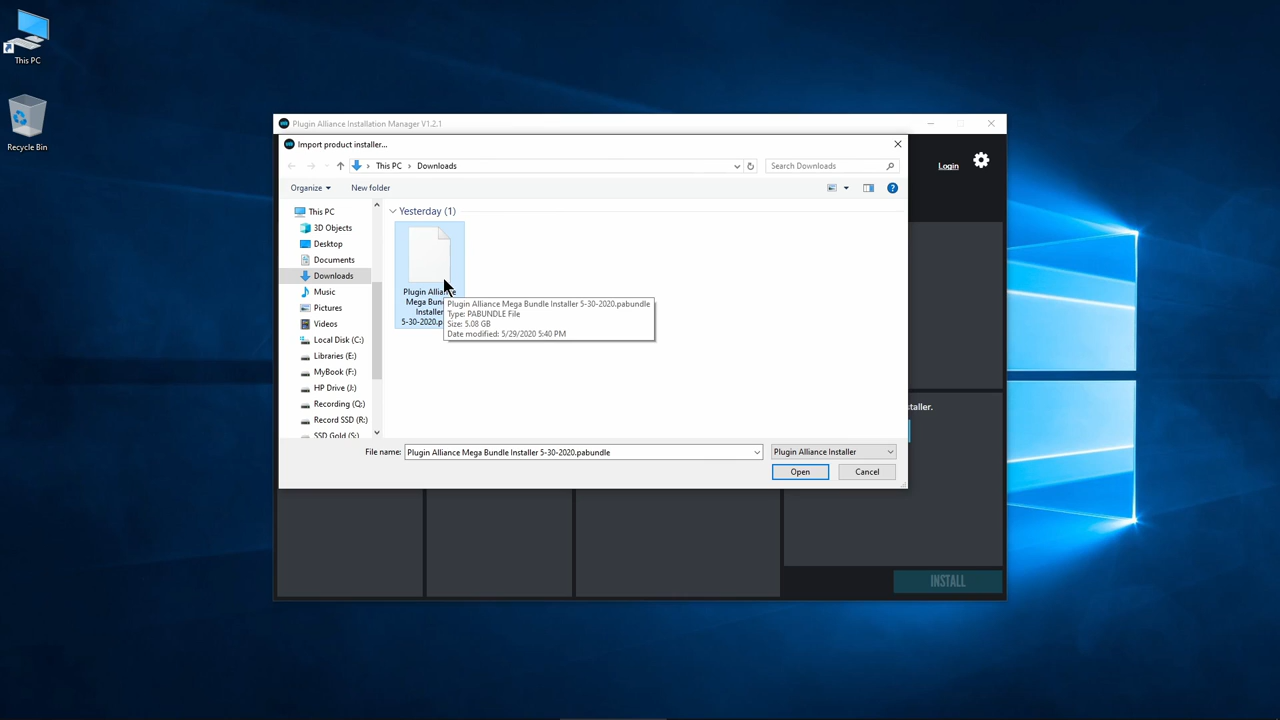 This PC
Recycle Bin
Plugin Alliance Installation Manager V1.2.1
Import product installer...
This PC
Downloads
Search Downloads
Login
Organize
New folder
This PC
3D Objects
Desktop
Documents
Downloads
Music
Pictures
Videos
Local Disk (C:)
Libraries (E:)
MyBook (F:)
HP Drive (J:)
Recording (Q:)
Record SSD (R:)
SSD Gold (S:)
Yesterday (1)
Plugin Alliance
Mega Bun
Installer
5-30-2020.p
Plugin Alliance Mega Bundle Installer 5-30-2020.pabundle
Type: PABUNDLE File
Size: 5.08 GB
Date modified: 5/29/2020 5:40 PM
staller.
File name:
Plugin Alliance Mega Bundle Installer 5-30-2020.pabundle
Plugin Alliance Installer
Open
Cancel
INSTALL